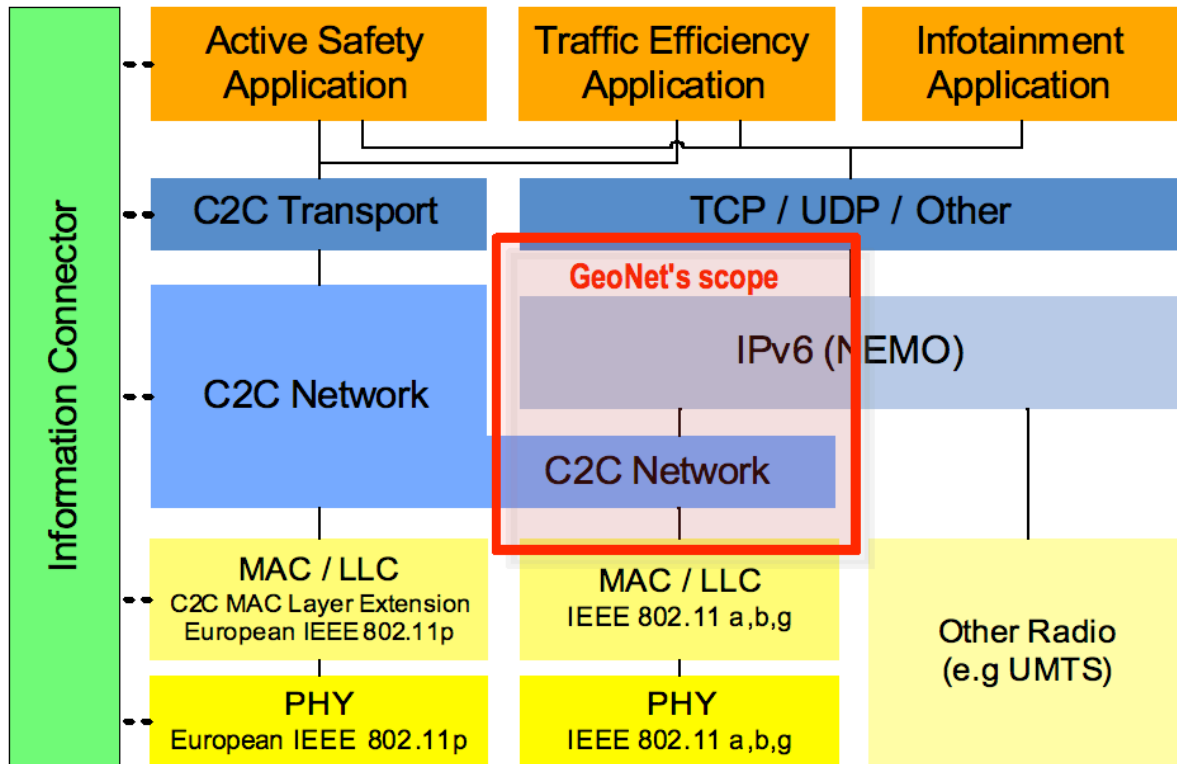 Information Connector
Active Safety
Application
Traffic Efficiency
Application
Infotainment
Application
C2C Transport
TCP / UDP / Other
GeoNet's scope
C2C Network
IPv6 (NEMO)
C2C Network
MAC / LLC
C2C MAC Layer Extension
European IEEE 802.11p
MAC / LLC
IEEE 802.11 a,b,g
Other Radio
(e.g UMTS)
PHY
European IEEE 802.11p
PHY
IEEE 802.11 a,b,g